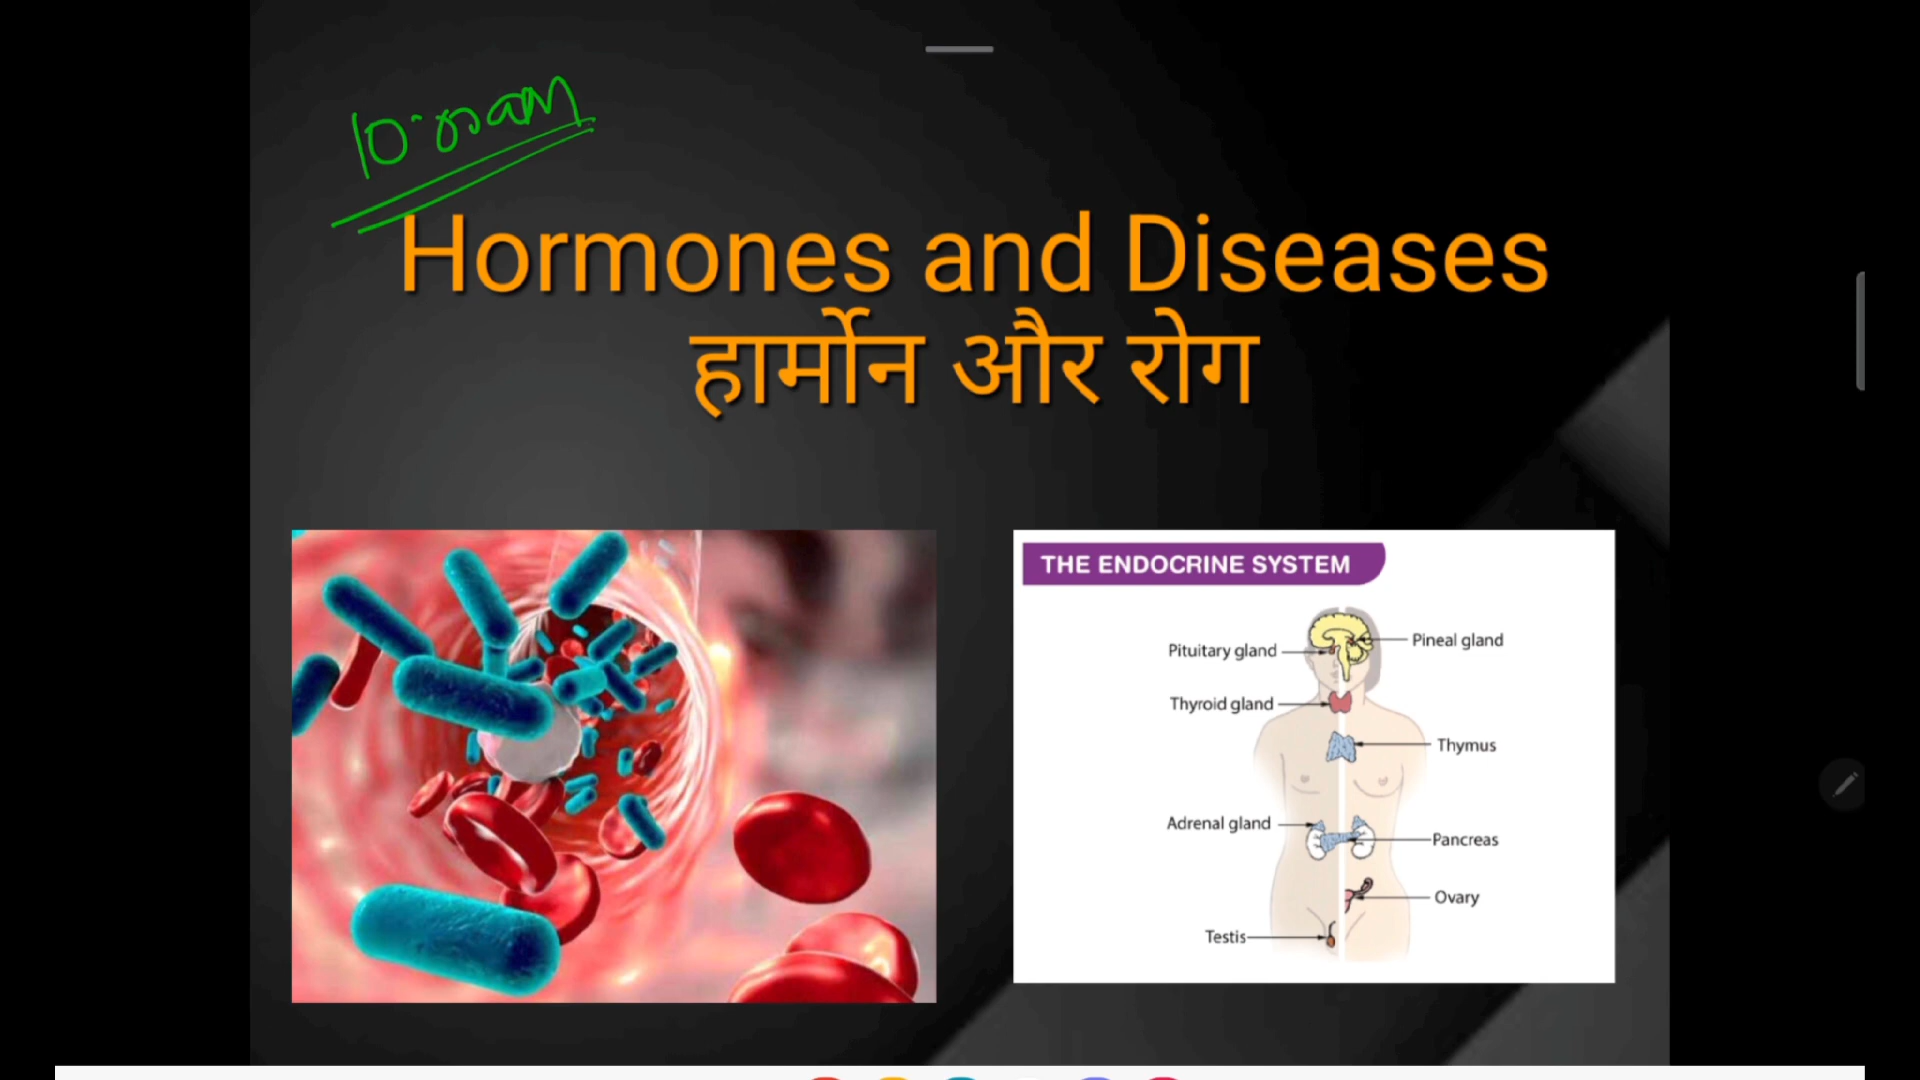 10:00am
Hormones and Diseases
हार्मोन और रोग
THE ENDOCRINE SYSTEM
Pituitary gland
Pineal gland
Thyroid gland
Thymus
Adrenal gland
Pancreas
Ovary
Testis